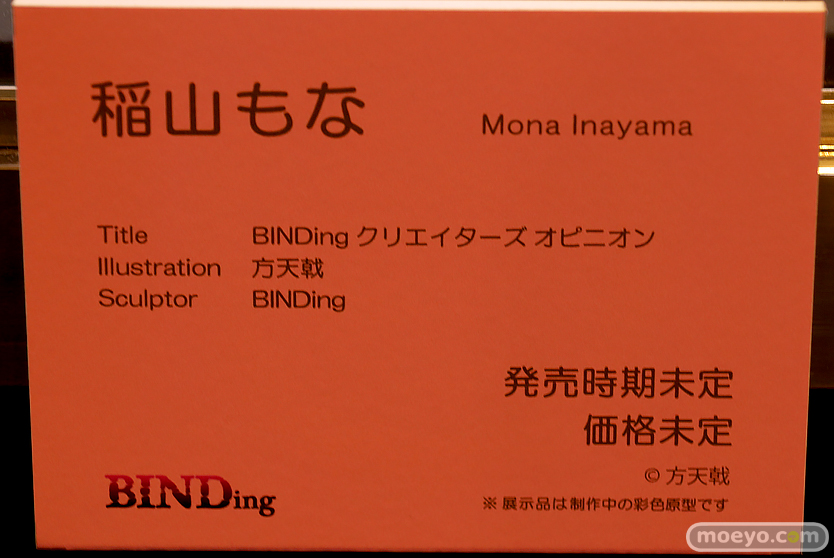 稲山もな Mona Inayama
Title BINDing クリエイターズ オピニオン
Illustration 方天戟
Sculptor BINDing
発売時期未定
価格未定
© 方天戟
BINDing
※ 展示品は制作中の彩色原型です
moeyo.com